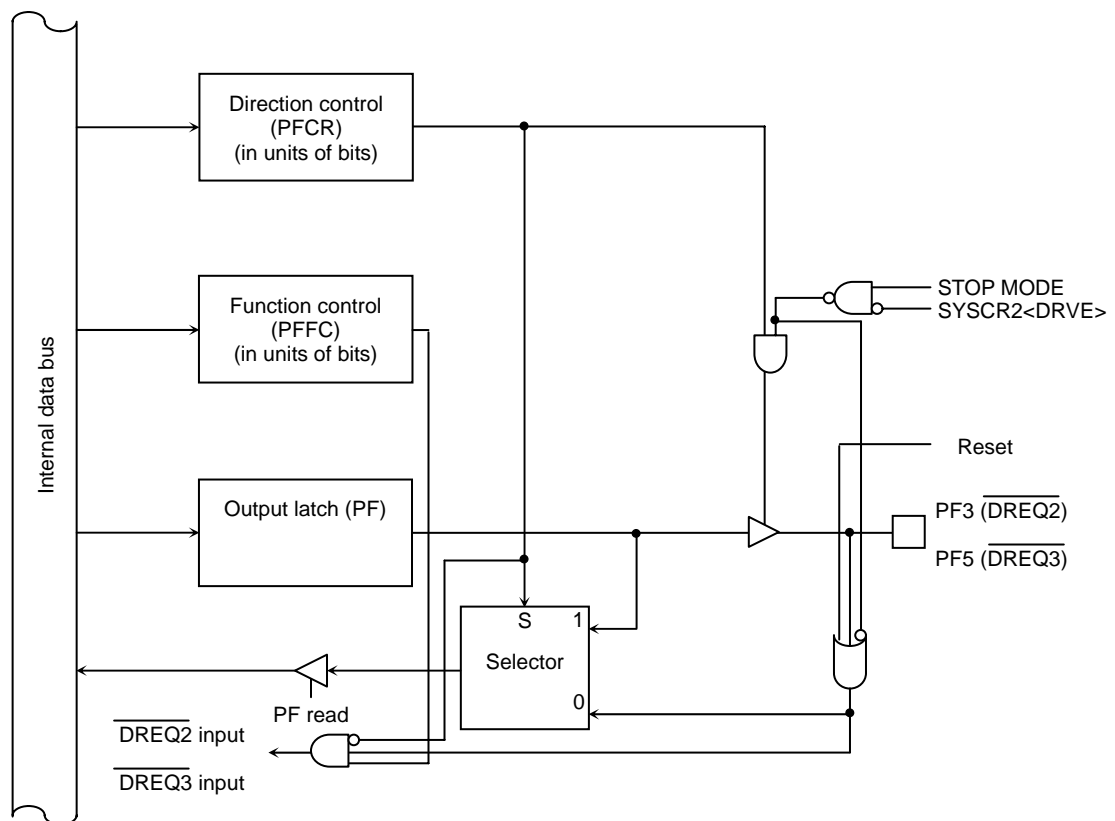 Internal data bus
Direction control
(PFCR)
(in units of bits)
Function control
(PFFC)
(in units of bits)
STOP MODE
SYSCR2<DRVE>
Reset
Output latch (PF)
PF3 (DREQ2)
PF5 (DREQ3)
S
1
Selector
0
PF read
DREQ2 input
DREQ3 input